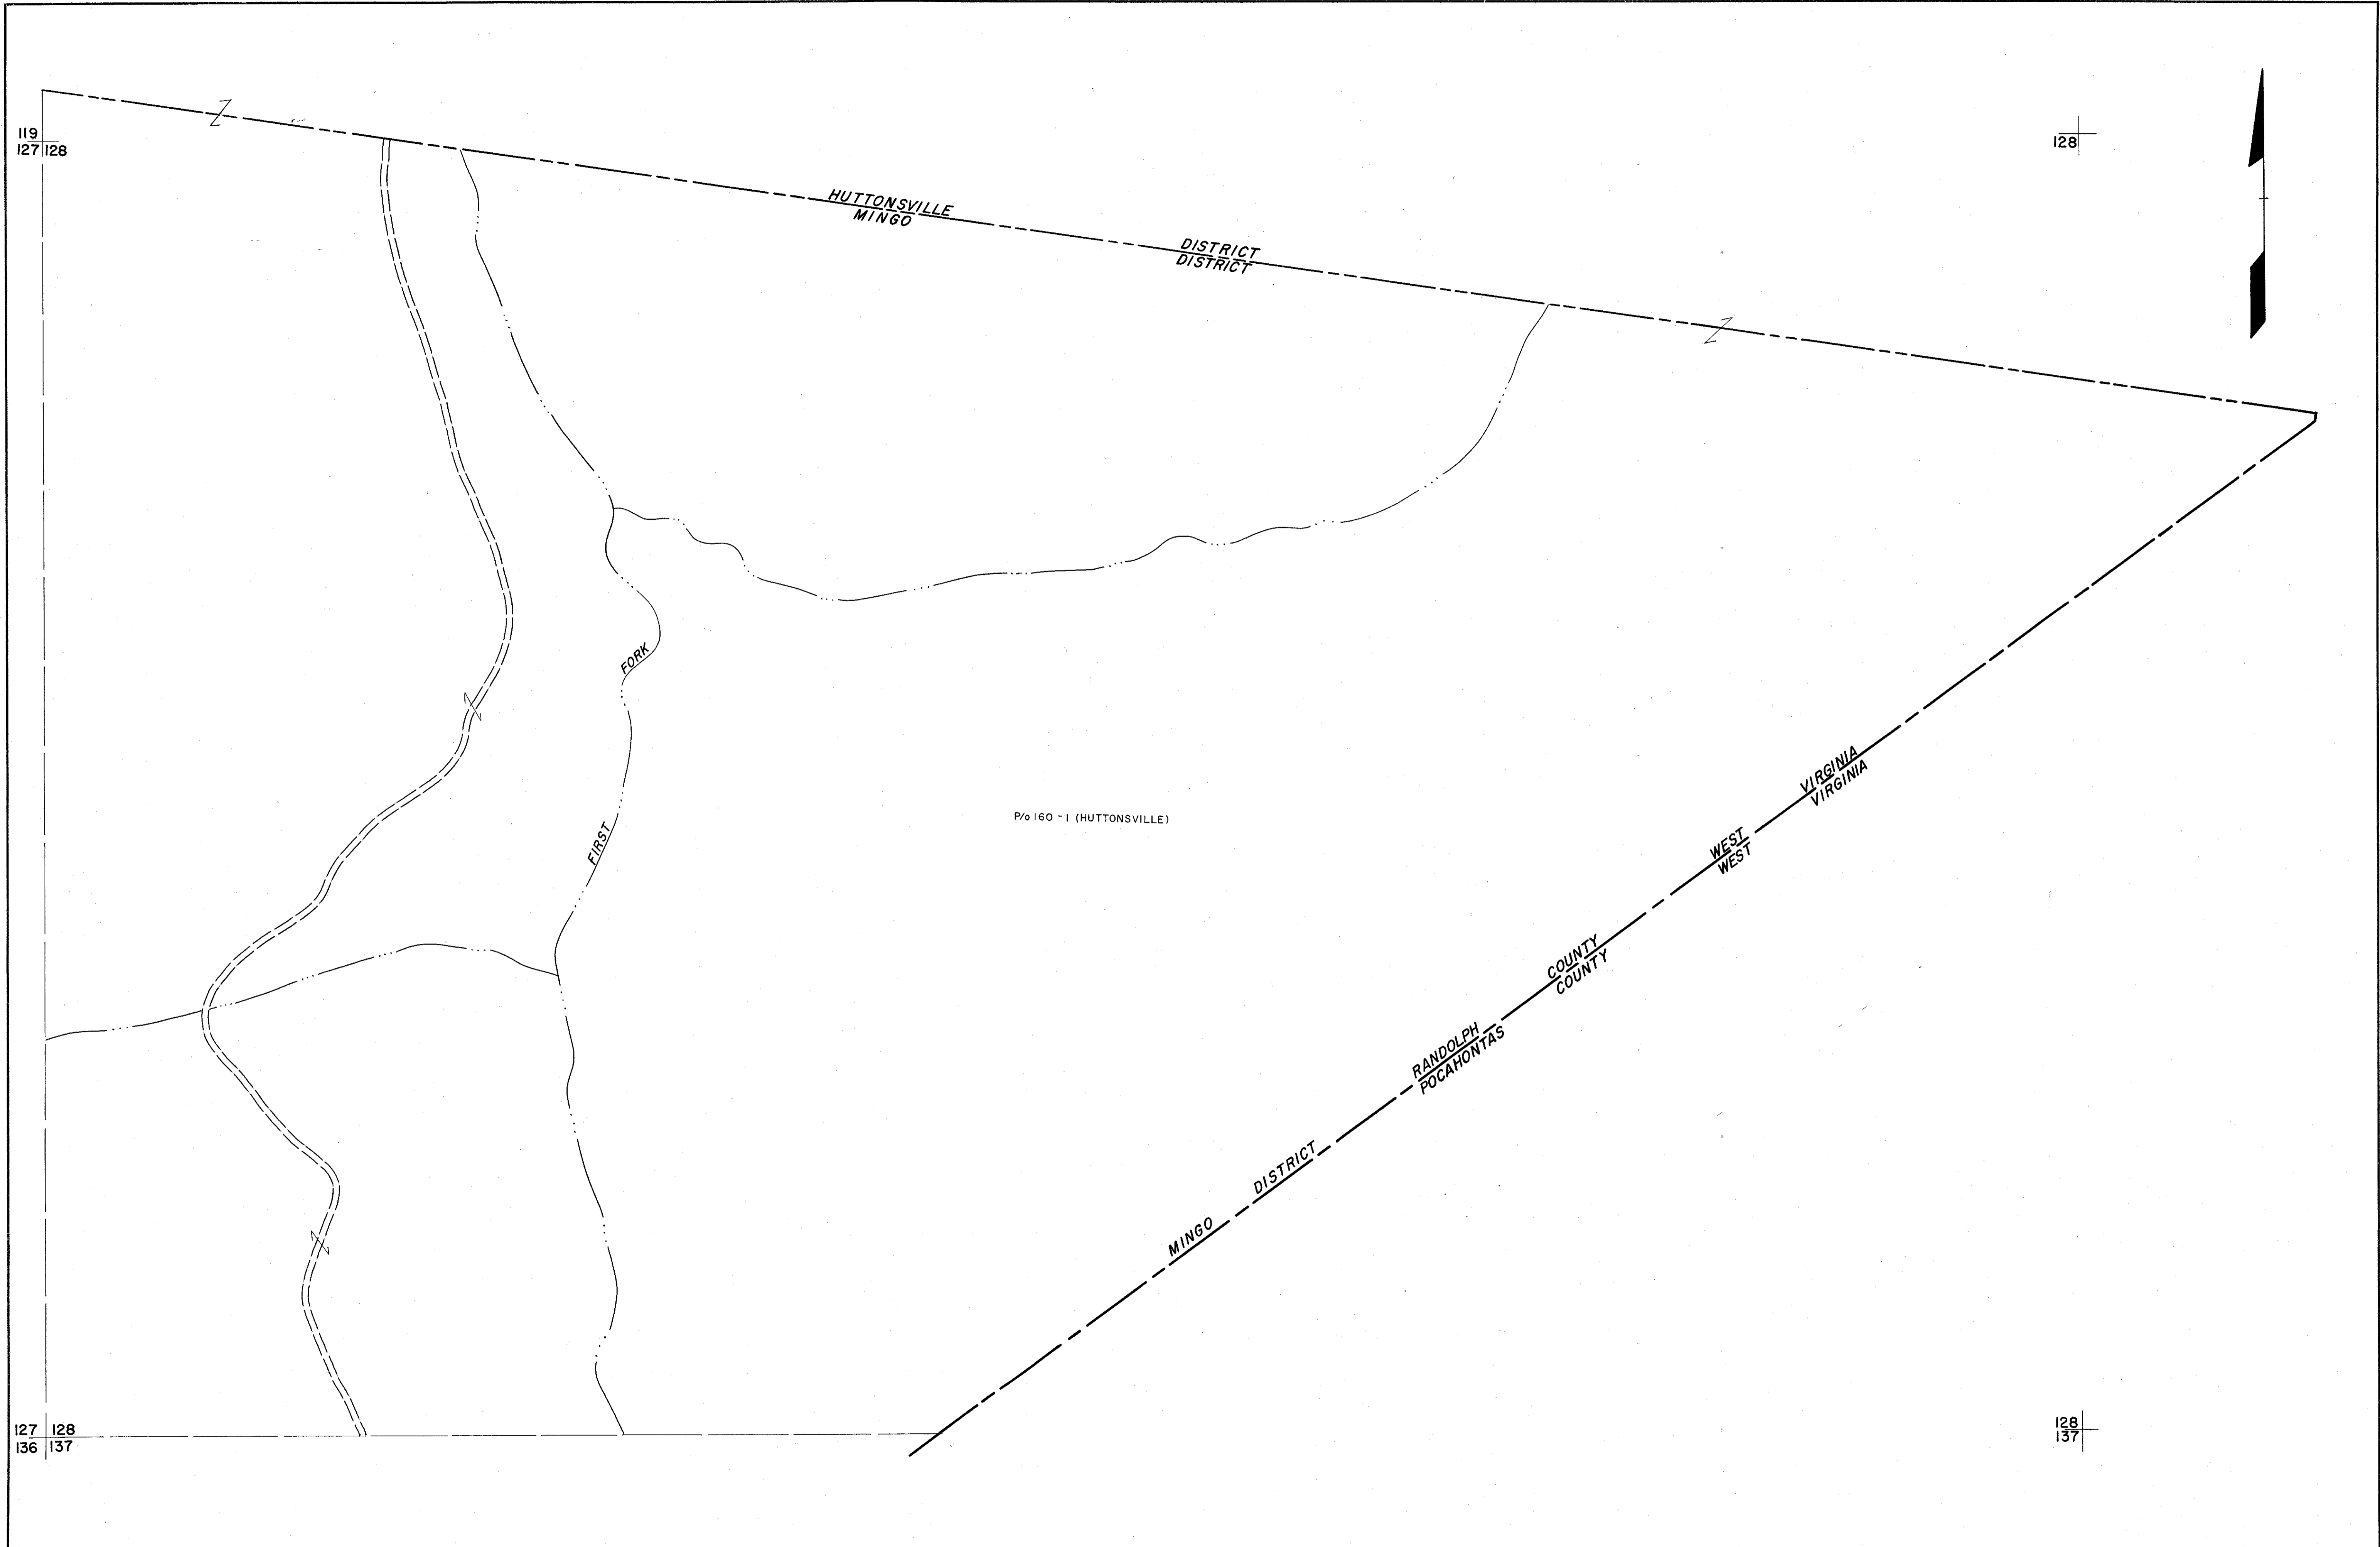 119
127 128
128
HUTTONSVILLE DISTRICT
MINGO DISTRICT
FORK
FIRST
P/o 160 - 1 (HUTTONSVILLE)
MINGO DISTRICT
RANDOLPH COUNTY WEST VIRGINIA
POCAHONTAS COUNTY WEST VIRGINIA
127 128
136 137
128
137